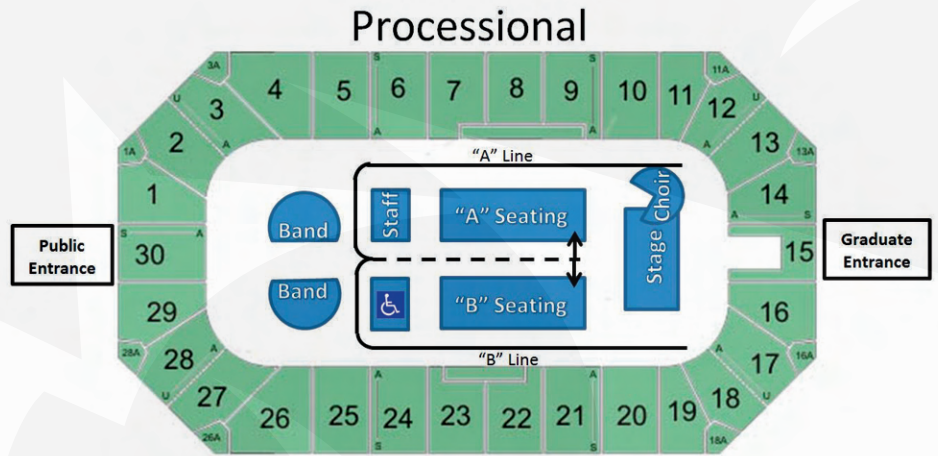 Processional
3A
4
5
S
6
A
7
8
S
9
A
10
11
11A
12
U
A
3
U
A
2
1A
1
13
13A
14
A
S
"A" Line
Band
Staff
"A" Seating
Choir
Stage
Public
Entrance
S
A
30
15
Graduate
Entrance
Band
"B" Seating
"B" Line
29
28A
28
A
U
27
26A
26
25
A
24
S
23
22
A
21
S
20
19
18A
18
A
U
17
16A
16